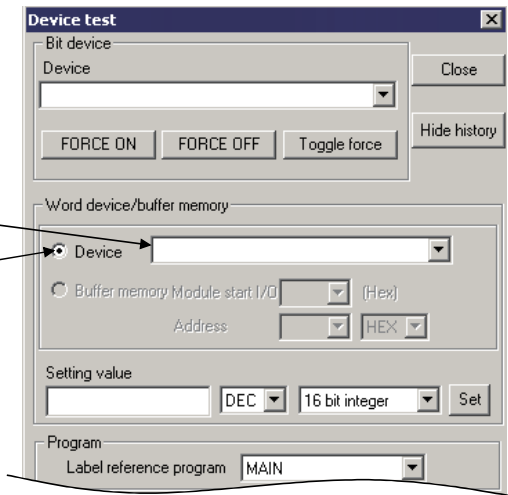 Device test
Bit device
Device
Close
FORCE ON FORCE OFF Toggle force
Hide history
Word device/buffer memory
Device
Buffer memory Module start I/O (Hex)
Address HEX
Setting value
DEC 16 bit integer Set
Program
Label reference program MAIN